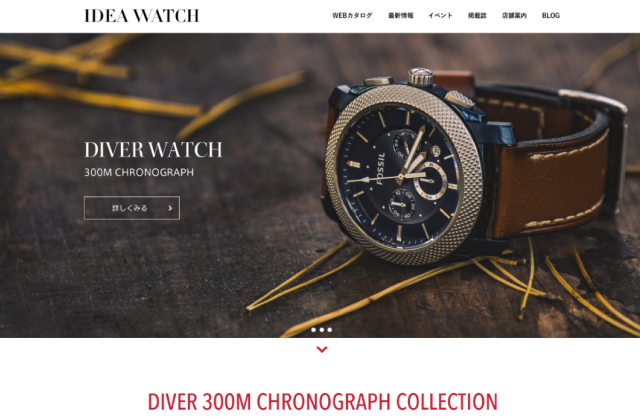 IDEA WATCH
WEBカタログ 最新情報 イベント 掲載誌 店舗案内 BLOG
DIVER WATCH
300M CHRONOGRAPH
詳しくみる
FOSSIL
DIVER 300M CHRONOGRAPH COLLECTION